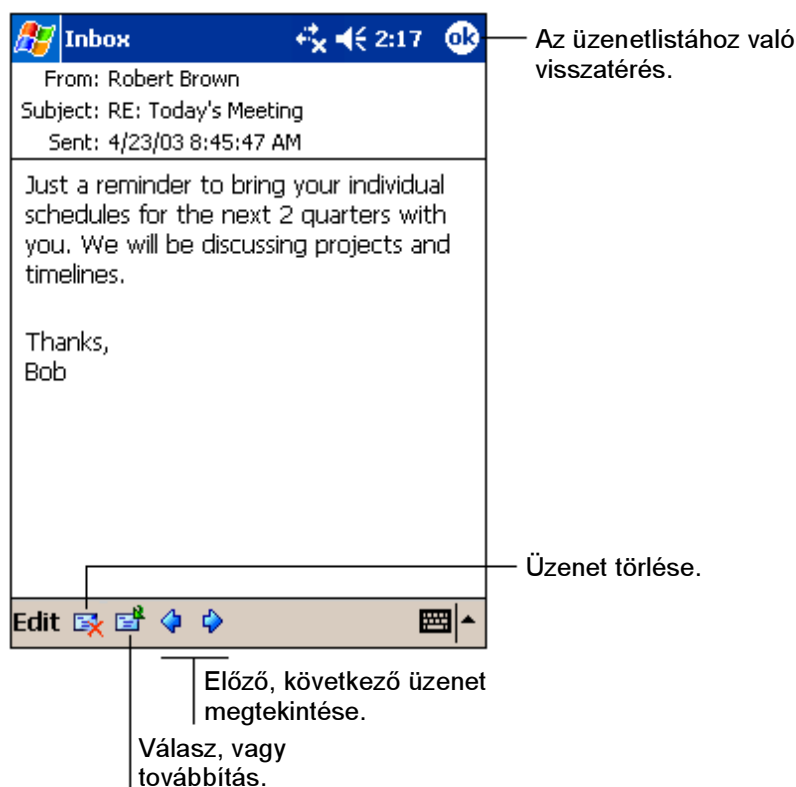 Inbox 2:17 ok
Az üzenetlistához való
visszatérés.
From: Robert Brown
Subject: RE: Today's Meeting
Sent: 4/23/03 8:45:47 AM
Just a reminder to bring your individual
schedules for the next 2 quarters with
you. We will be discussing projects and
timelines.
Thanks,
Bob
Üzenet törlése.
Edit
Előző, következő üzenet
megtekintése.
Válasz, vagy
továbbítás.